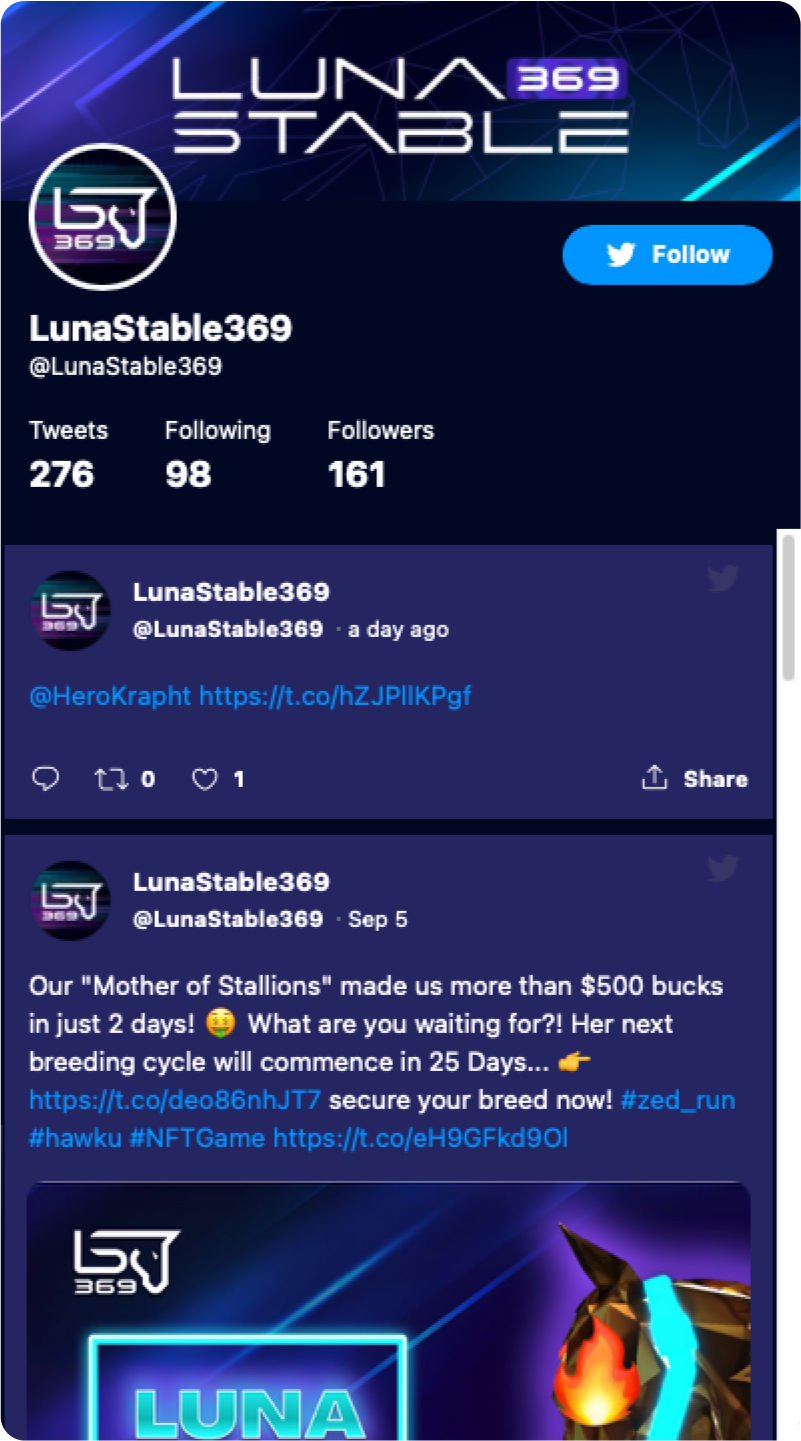 LUNA 369
STABLE
369
Follow
LunaStable369
@LunaStable369
Tweets Following Followers
276 98 161
369
LunaStable369
@LunaStable369 · a day ago
@HeroKrapht https://t.co/hZJPllKPgf
0 1 Share
369
LunaStable369
@LunaStable369 · Sep 5
Our "Mother of Stallions" made us more than $500 bucks
in just 2 days! 🤑 What are you waiting for?! Her next
breeding cycle will commence in 25 Days... 👉
https://t.co/deo86nhJT7 secure your breed now! #zed_run
#hawku #NFTGame https://t.co/eH9GFkd9Ol
369
LUNA